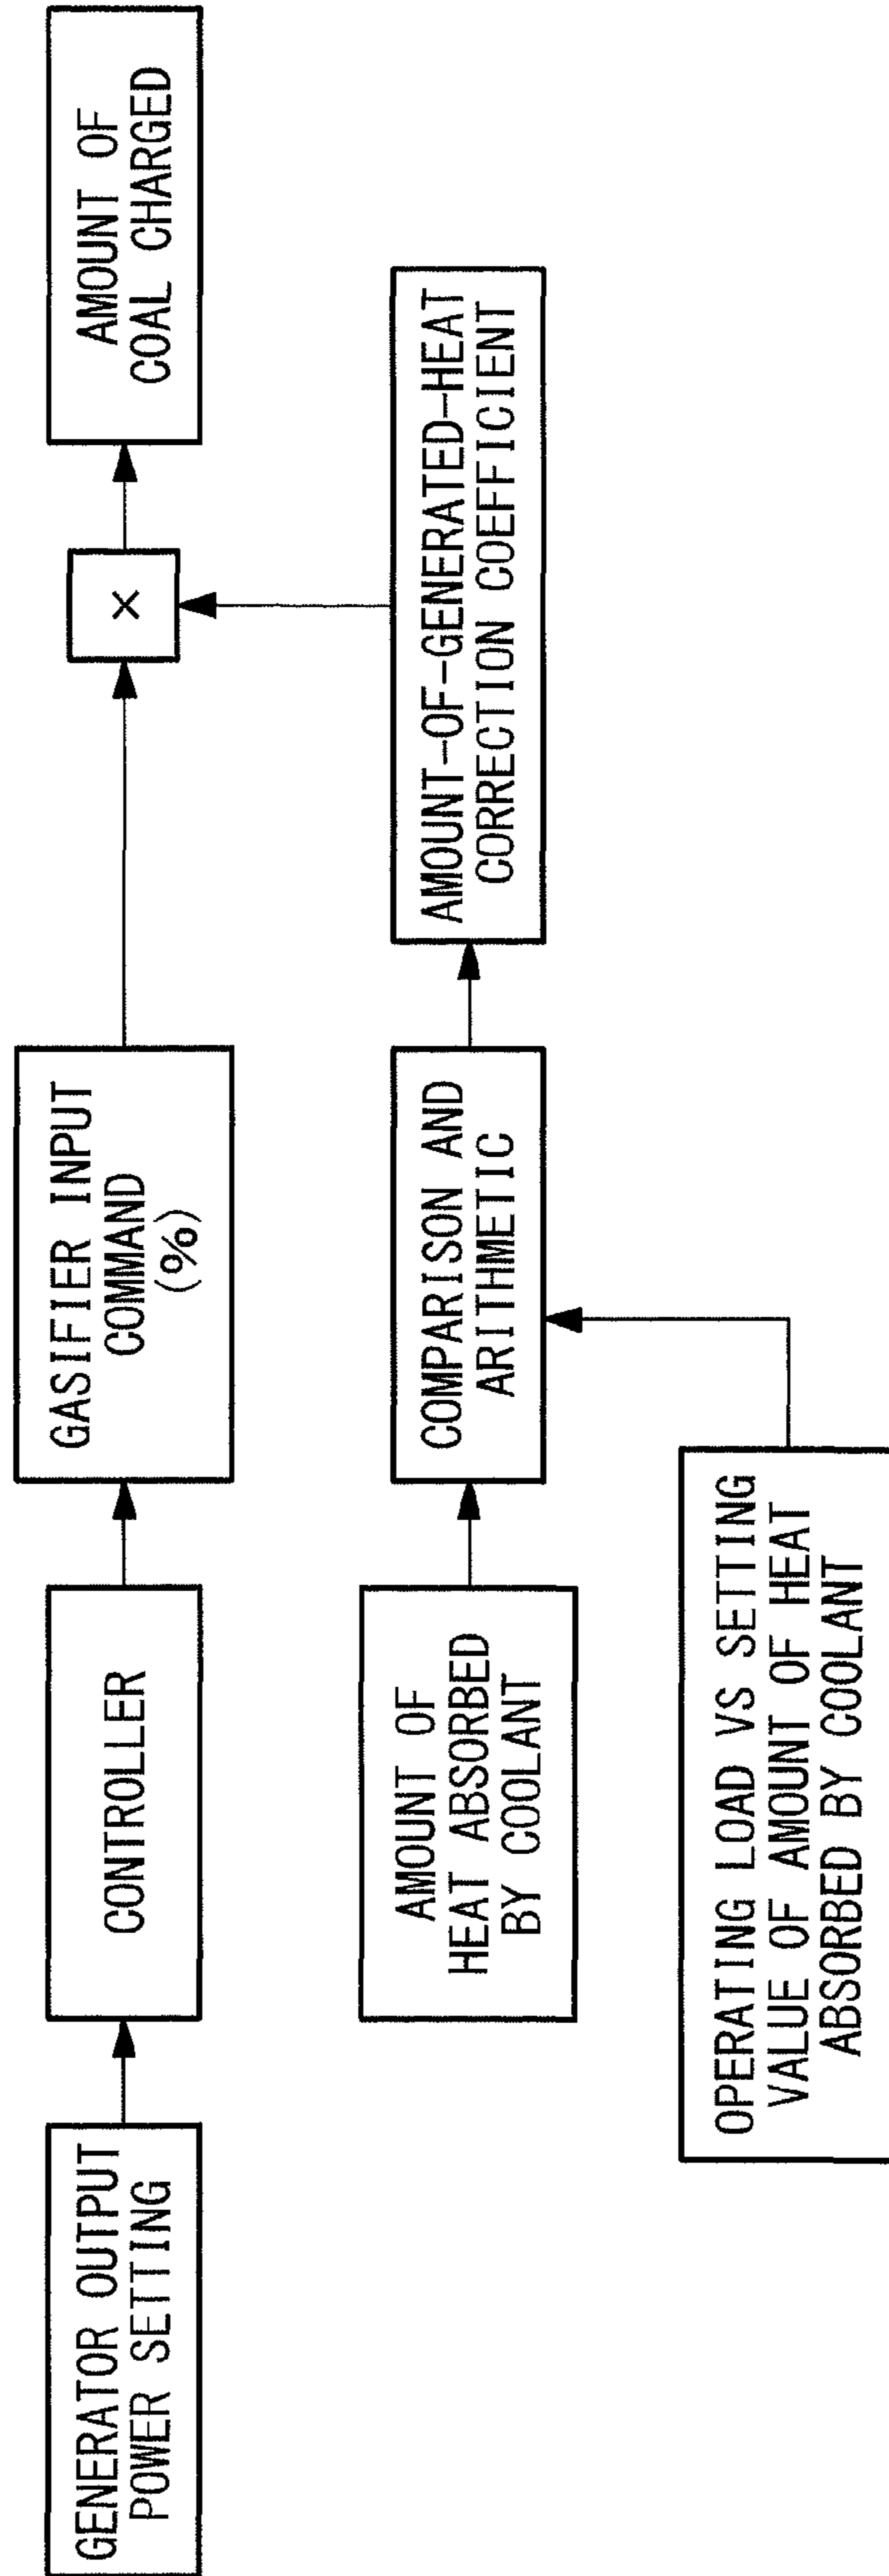 GENERATOR OUTPUT
POWER SETTING
CONTROLLER
GASIFIER INPUT
COMMAND
(%)
×
AMOUNT OF
COAL CHARGED
AMOUNT OF
HEAT ABSORBED
BY COOLANT
COMPARISON AND
ARITHMETIC
AMOUNT-OF-GENERATED-HEAT
CORRECTION COEFFICIENT
OPERATING LOAD VS SETTING
VALUE OF AMOUNT OF HEAT
ABSORBED BY COOLANT